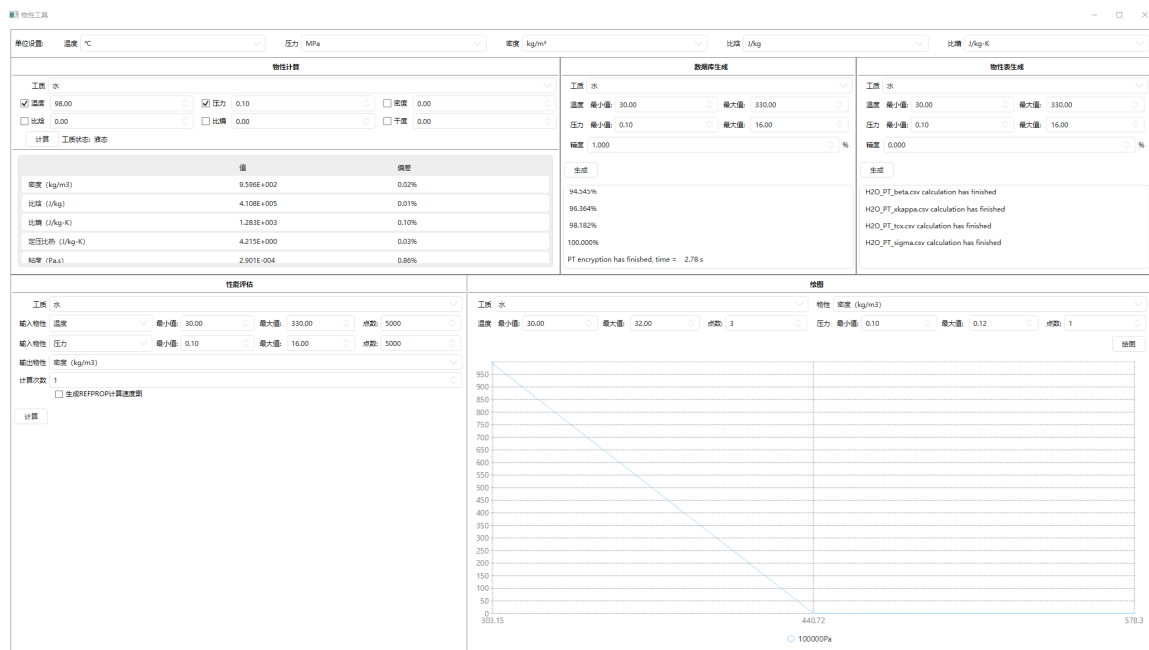 物性工具
单位设置: 温度 ℃ 压力 MPa 密度 kg/m³ 比焓 J/kg 比熵 J/kg-K
物性计算
工质 水
温度 98.00 压力 0.10 密度 0.00
比焓 0.00 比熵 0.00 干度 0.00
计算 工质状态: 液态
值 偏差
密度 (kg/m3) 9.596E+002 0.02%
比焓 (J/kg) 4.108E+005 0.01%
比熵 (J/kg-K) 1.283E+003 0.10%
定压比热 (J/kg-K) 4.215E+000 0.03%
粘度 (Pa.s) 2.901E-004 0.86%
数据库生成
工质 水
温度 最小值: 30.00 最大值: 330.00
压力 最小值: 0.10 最大值: 16.00
精度 1.000 %
生成
94.545%
96.364%
98.182%
100.000%
PT encryption has finished, time = 2.78 s
物性表生成
工质 水
温度 最小值: 30.00 最大值: 330.00
压力 最小值: 0.10 最大值: 16.00
精度 0.000 %
生成
H2O_PT_beta.csv calculation has finished
H2O_PT_xkappa.csv calculation has finished
H2O_PT_tcx.csv calculation has finished
H2O_PT_sigma.csv calculation has finished
性能评估
工质 水
输入物性 温度 最小值: 30.00 最大值: 330.00 点数: 5000
输入物性 压力 最小值: 0.10 最大值: 16.00 点数: 5000
输出物性 密度 (kg/m3)
计算次数 1
生成REFPROP计算速度图
计算
绘图
工质 水 物性 密度 (kg/m3)
温度 最小值: 30.00 最大值: 32.00 点数: 3 压力 最小值: 0.10 最大值: 0.12 点数: 1
绘图
950
900
850
800
750
700
650
600
550
500
450
400
350
300
250
200
150
100
50
0
303.15 440.72 578.3
100000Pa